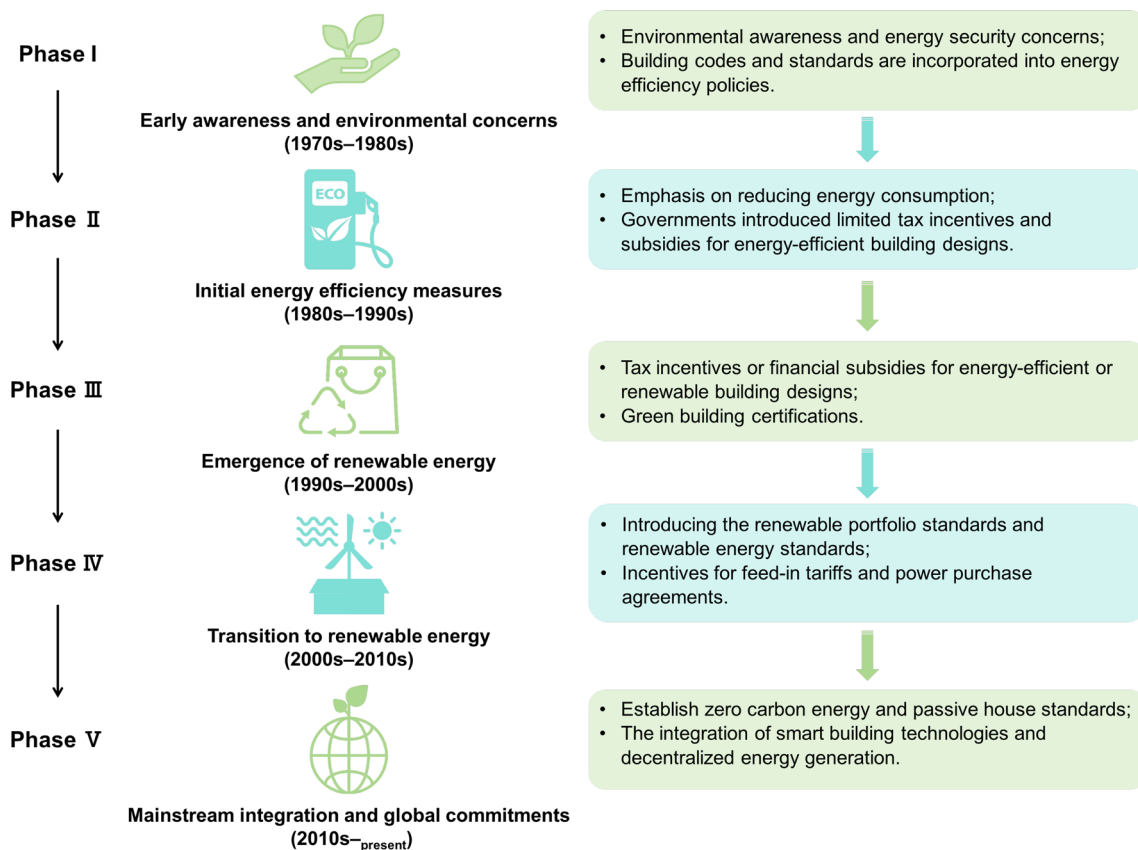 Phase I
Early awareness and environmental concerns
(1970s–1980s)
• Environmental awareness and energy security concerns;
• Building codes and standards are incorporated into energy
efficiency policies.
Phase Ⅱ
ECO
Initial energy efficiency measures
(1980s–1990s)
• Emphasis on reducing energy consumption;
• Governments introduced limited tax incentives and
subsidies for energy-efficient building designs.
Phase Ⅲ
Emergence of renewable energy
(1990s–2000s)
• Tax incentives or financial subsidies for energy-efficient or
renewable building designs;
• Green building certifications.
Phase Ⅳ
Transition to renewable energy
(2000s–2010s)
• Introducing the renewable portfolio standards and
renewable energy standards;
• Incentives for feed-in tariffs and power purchase
agreements.
Phase Ⅴ
Mainstream integration and global commitments
(2010s–present)
• Establish zero carbon energy and passive house standards;
• The integration of smart building technologies and
decentralized energy generation.